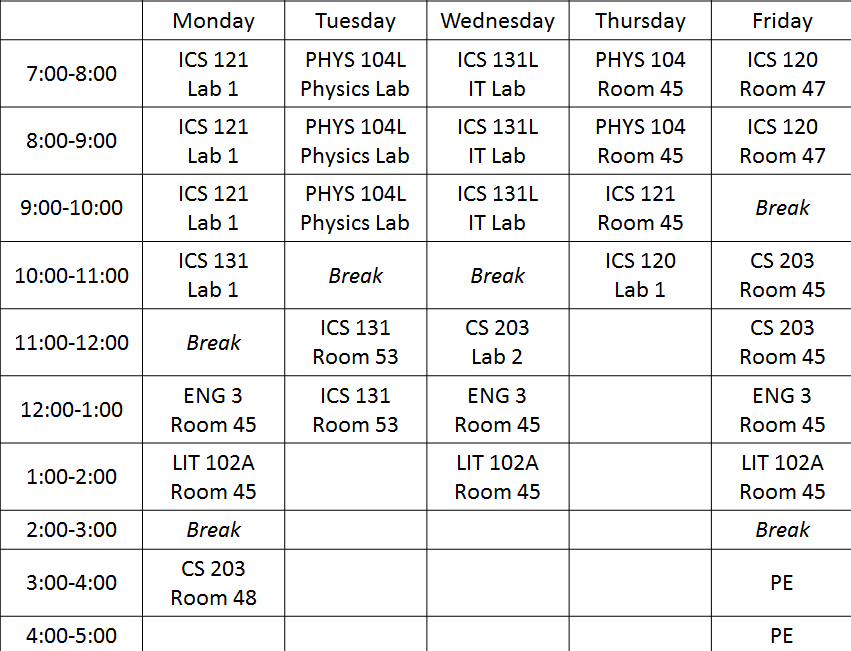 Monday Tuesday Wednesday Thursday Friday
7:00-8:00 ICS 121 PHYS 104L ICS 131L PHYS 104 ICS 120
Lab 1 Physics Lab IT Lab Room 45 Room 47
8:00-9:00 ICS 121 PHYS 104L ICS 131L PHYS 104 ICS 120
Lab 1 Physics Lab IT Lab Room 45 Room 47
9:00-10:00 ICS 121 PHYS 104L ICS 131L ICS 121 Break
Lab 1 Physics Lab IT Lab Room 45
10:00-11:00 ICS 131 Break Break ICS 120 CS 203
Lab 1 Lab 1 Room 45
11:00-12:00 Break ICS 131 CS 203 CS 203
Room 53 Lab 2 Room 45
12:00-1:00 ENG 3 ICS 131 ENG 3 ENG 3
Room 45 Room 53 Room 45 Room 45
1:00-2:00 LIT 102A LIT 102A LIT 102A
Room 45 Room 45 Room 45
2:00-3:00 Break Break
3:00-4:00 CS 203 PE
Room 48
4:00-5:00 PE